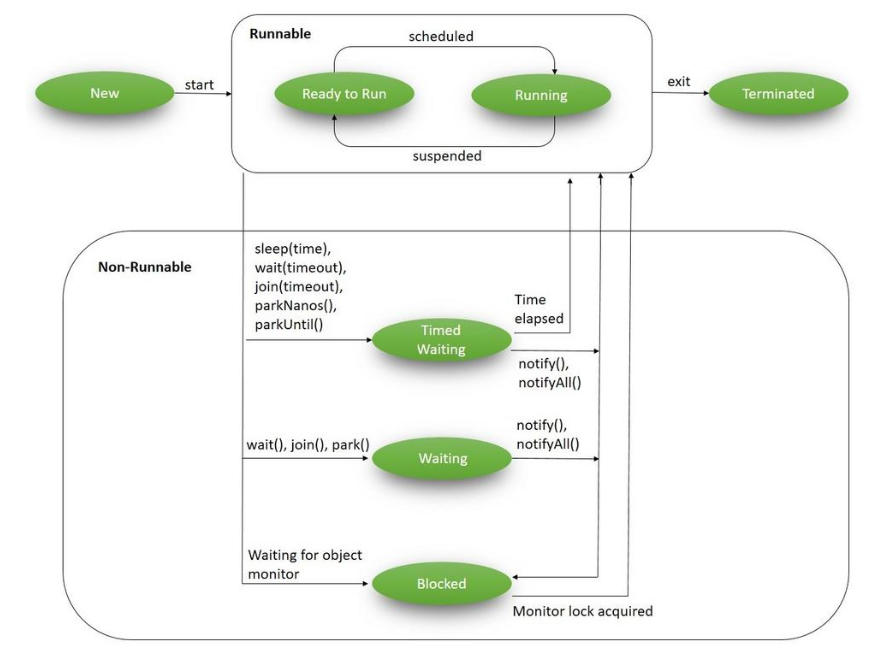 Runnable
scheduled
New
start
Ready to Run
Running
exit
Terminated
suspended
Non-Runnable
sleep(time),
wait(timeout),
join(timeout),
parkNanos(),
parkUntil()
Time
elapsed
Timed
Waiting
notify(),
notifyAll()
wait(), join(), park()
Waiting
notify(),
notifyAll()
Waiting for object
monitor
Blocked
Monitor lock acquired